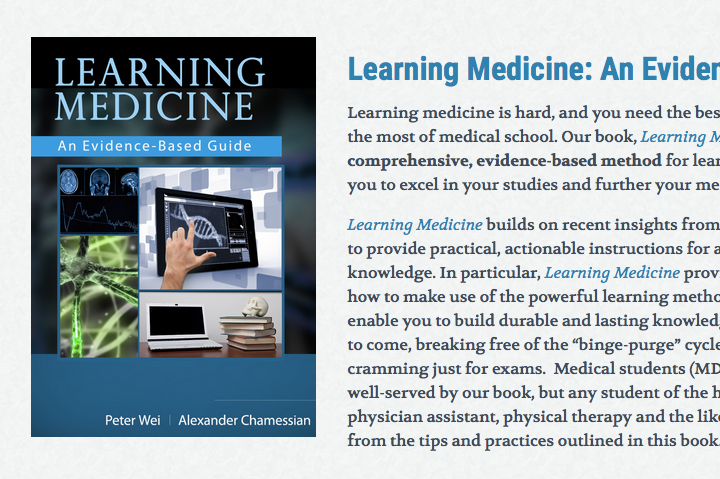 LEARNING
MEDICINE
An Evidence-Based Guide
Peter Wei | Alexander Chamessian
Learning Medicine: An Eviden
Learning medicine is hard, and you need the bes
the most of medical school. Our book, Learning M
comprehensive, evidence-based method for lear
you to excel in your studies and further your me
Learning Medicine builds on recent insights from
to provide practical, actionable instructions for a
knowledge. In particular, Learning Medicine prov
how to make use of the powerful learning metho
enable you to build durable and lasting knowledg
to come, breaking free of the “binge-purge” cycle
cramming just for exams. Medical students (MD
well-served by our book, but any student of the h
physician assistant, physical therapy and the like
from the tips and practices outlined in this book.